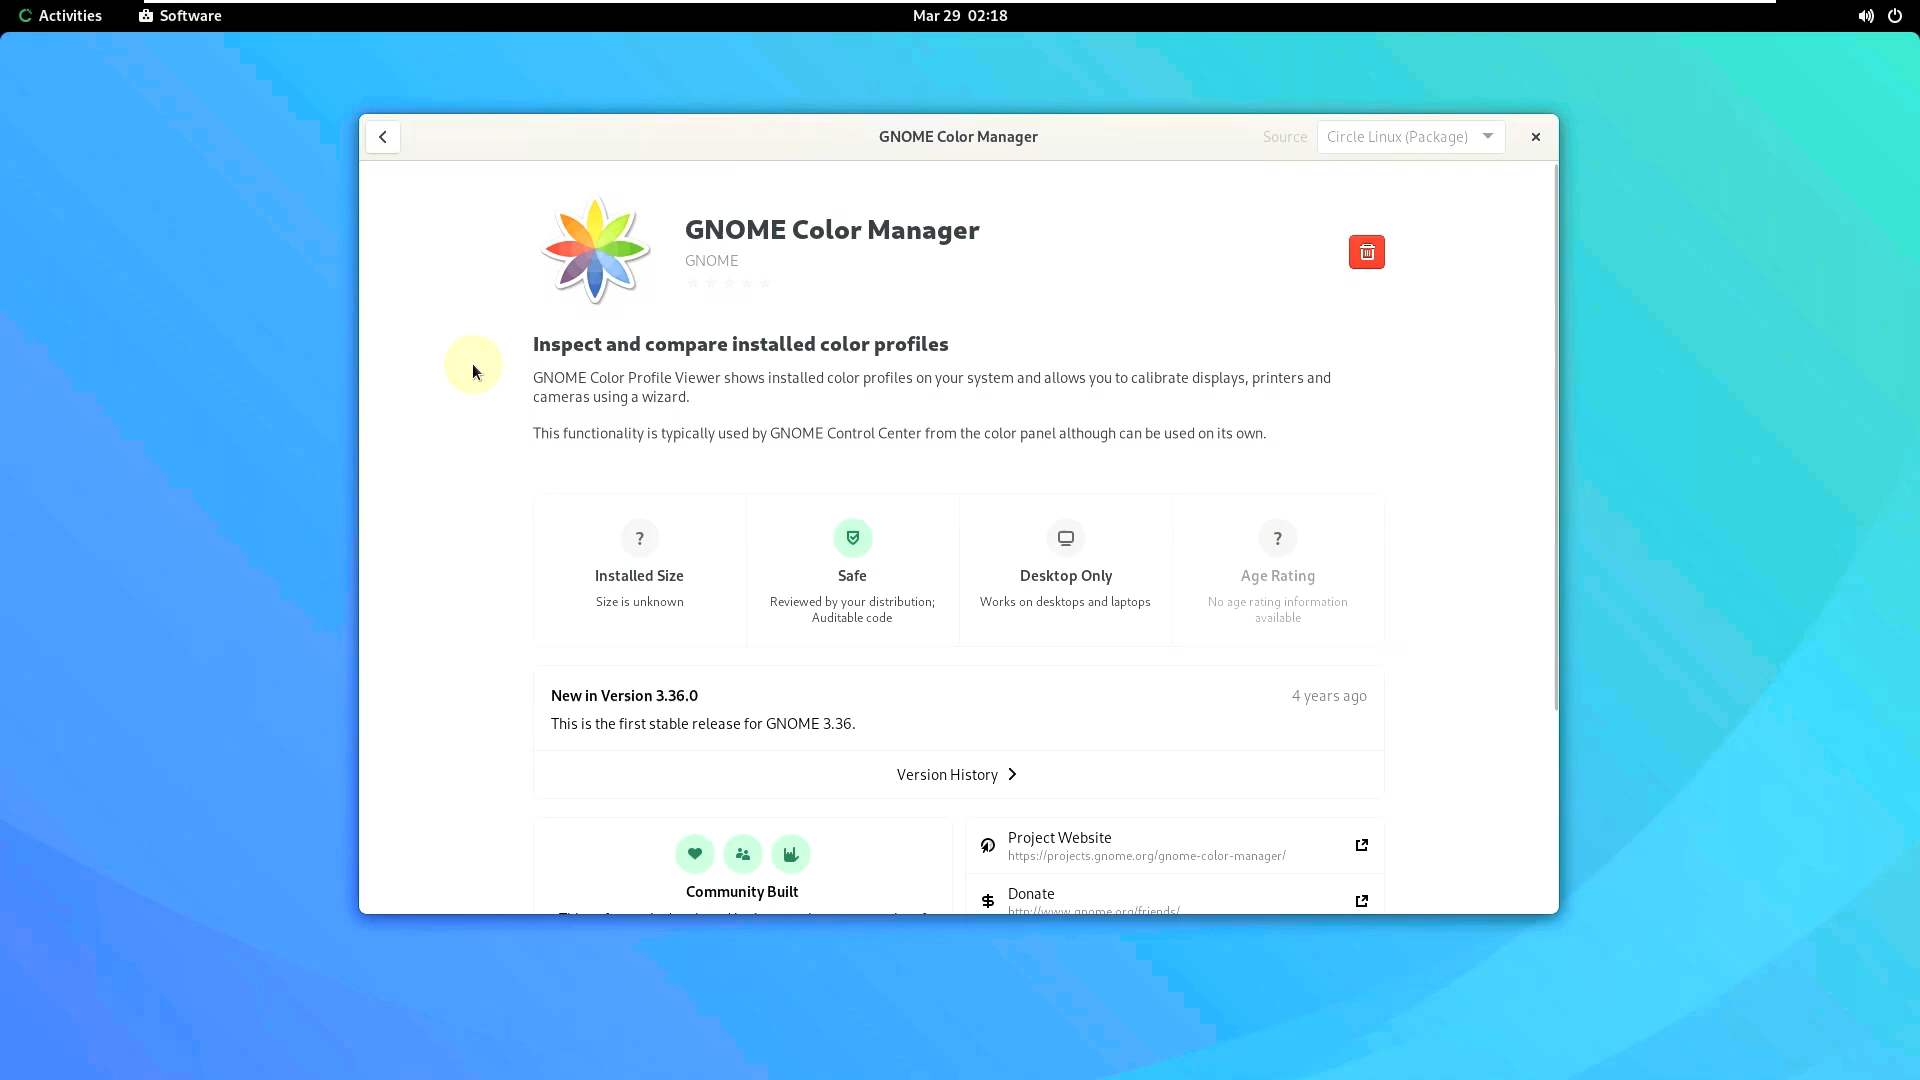 Activities
Software
Mar 29 02:18
GNOME Color Manager
Source
Circle Linux (Package)
GNOME Color Manager
GNOME
Inspect and compare installed color profiles
GNOME Color Profile Viewer shows installed color profiles on your system and allows you to calibrate displays, printers and
cameras using a wizard.
This functionality is typically used by GNOME Control Center from the color panel although can be used on its own.
?
Installed Size
Size is unknown
Safe
Reviewed by your distribution;
Auditable code
Desktop Only
Works on desktops and laptops
?
Age Rating
No age rating information
available
New in Version 3.36.0
4 years ago
This is the first stable release for GNOME 3.36.
Version History
Community Built
Project Website
https://projects.gnome.org/gnome-color-manager/
Donate
http://www.gnome.org/friends/